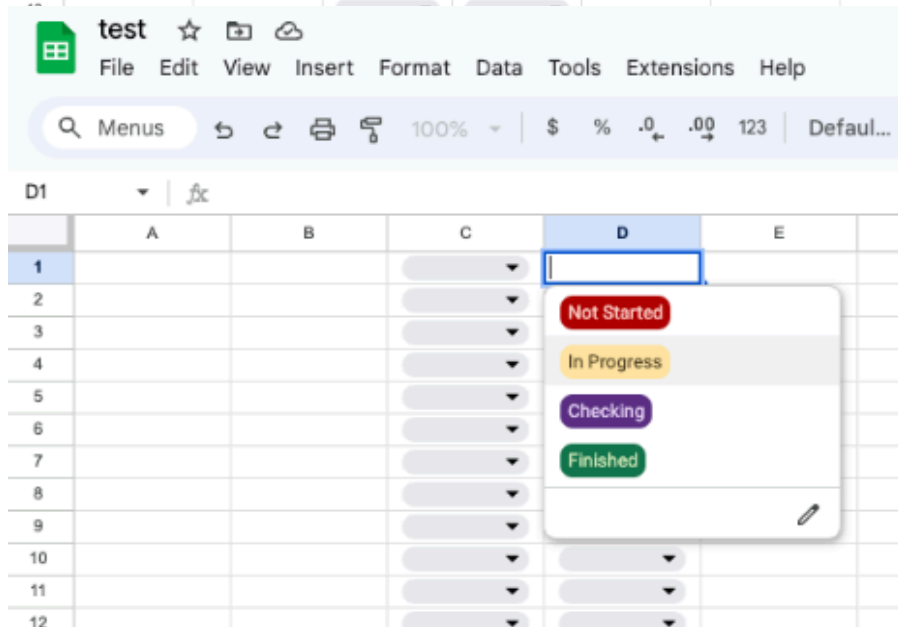 test
File Edit View Insert Format Data Tools Extensions Help
Menus 100% $ % .0 .00 123 Defaul...
D1 fx
A B C D E
1
2
3
4
5
6
7
8
9
10
11
12
Not Started
In Progress
Checking
Finished